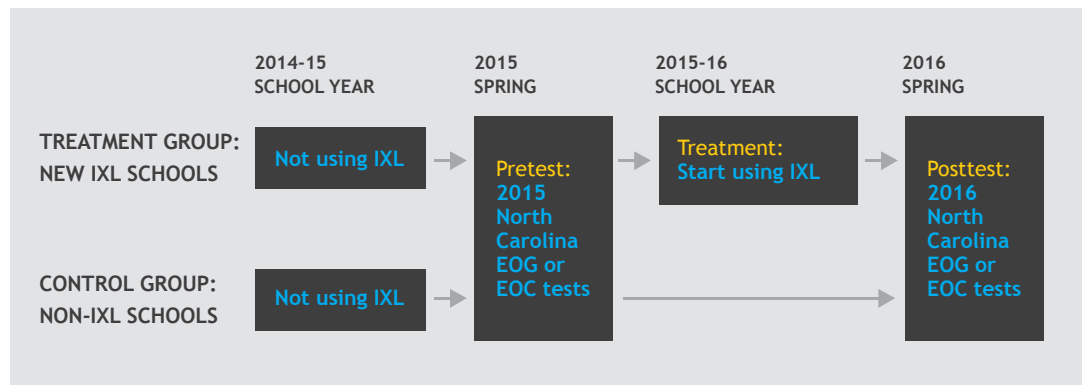 2014-15
SCHOOL YEAR
2015
SPRING
2015-16
SCHOOL YEAR
2016
SPRING
TREATMENT GROUP:
NEW IXL SCHOOLS
Not using IXL
Pretest:
2015
North
Carolina
EOG or
EOC tests
Treatment:
Start using IXL
Posttest:
2016
North
Carolina
EOG or
EOC tests
CONTROL GROUP:
NON-IXL SCHOOLS
Not using IXL